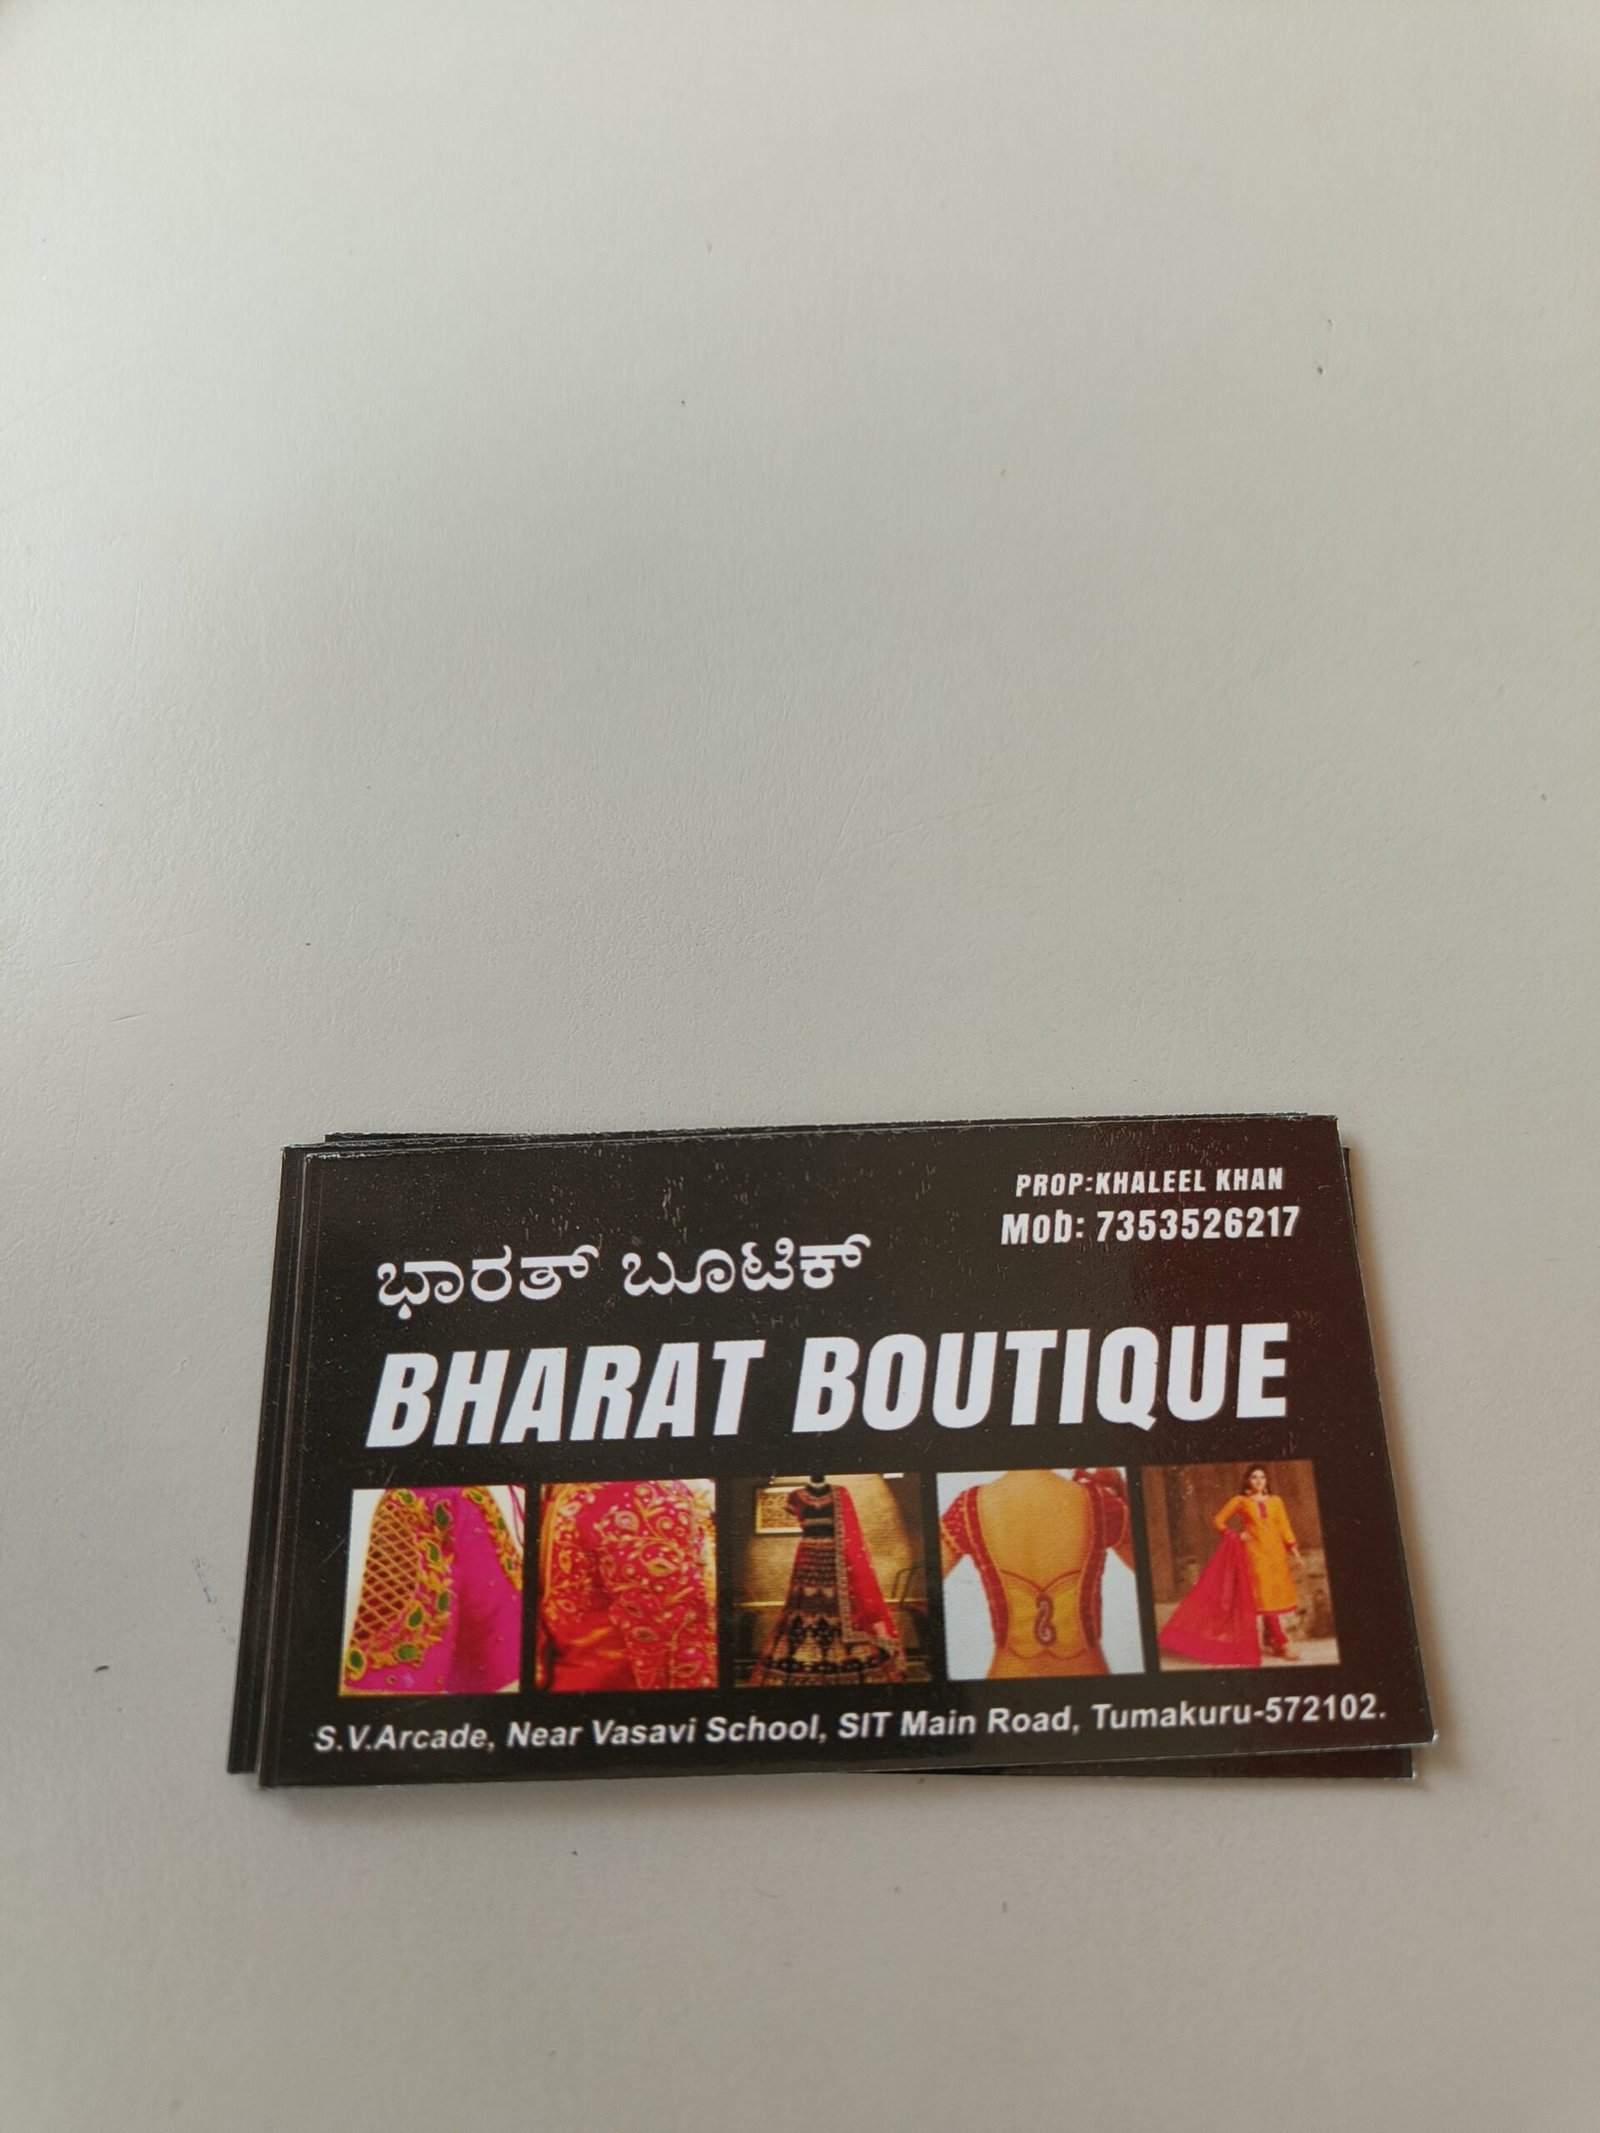 PROP:KHALEEL KHAN
Mob: 7353526217
ಭಾರತ್ ಬೂಟಿಕ್
BHARAT BOUTIQUE
S.V.Arcade, Near Vasavi School, SIT Main Road, Tumakuru-572102.